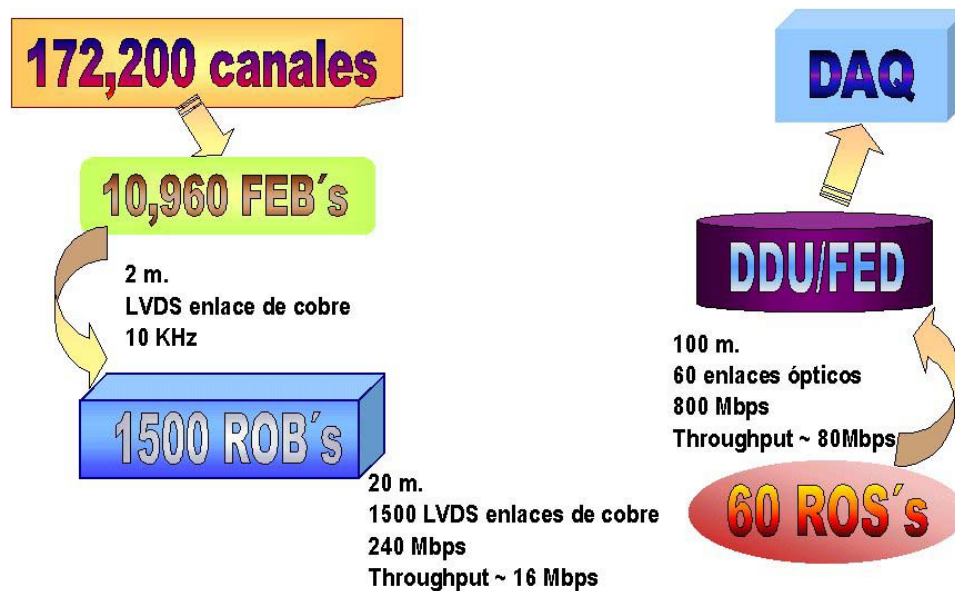 172,200 canales
10,960 FEB´s
2 m.
LVDS enlace de cobre
10 KHz
1500 ROB´s
20 m.
1500 LVDS enlaces de cobre
240 Mbps
Throughput ~ 16 Mbps
60 ROS´s
100 m.
60 enlaces ópticos
800 Mbps
Throughput ~ 80Mbps
DDU/FED
DAQ